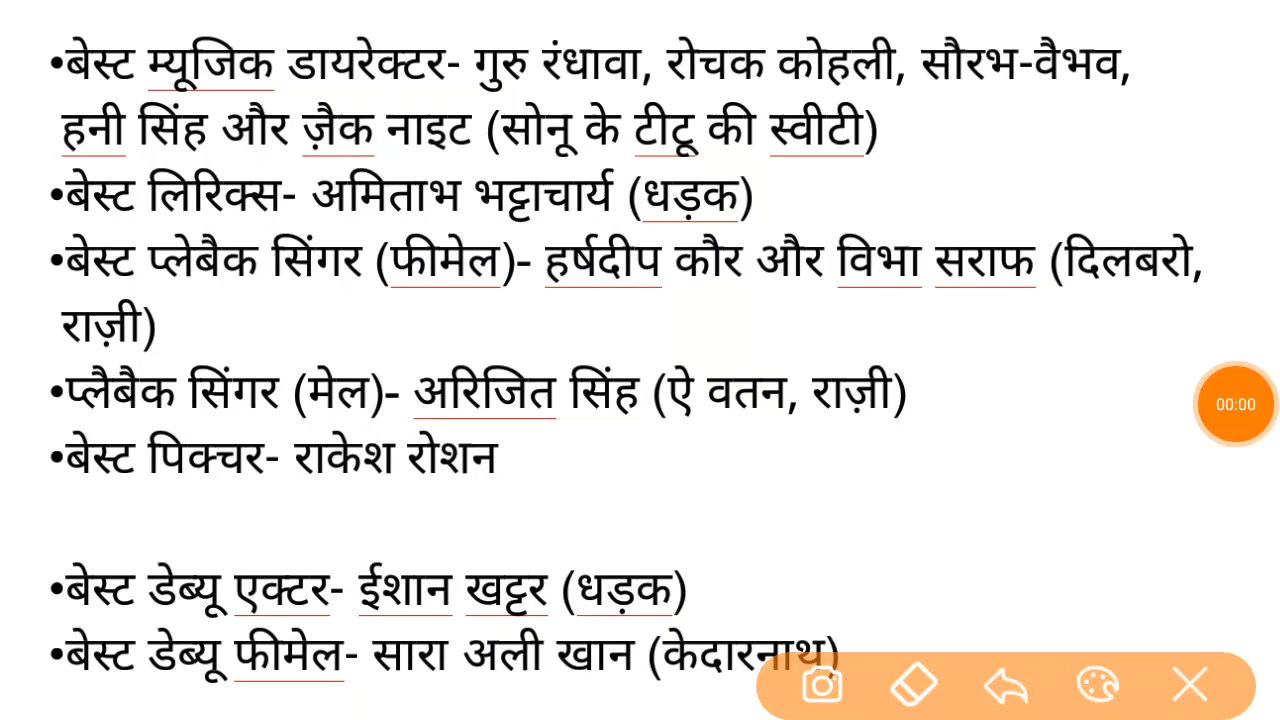 •बेस्ट म्यूजिक डायरेक्टर- गुरु रंधावा, रोचक कोहली, सौरभ-वैभव,
हनी सिंह और ज़ैक नाइट (सोनू के टीटू की स्वीटी)
•बेस्ट लिरिक्स- अमिताभ भट्टाचार्य (धड़क)
•बेस्ट प्लेबैक सिंगर (फीमेल)- हर्षदीप कौर और विभा सराफ (दिलबरो,
राज़ी)
•प्लैबैक सिंगर (मेल)- अरिजित सिंह (ऐ वतन, राज़ी)
00:00
•बेस्ट पिक्चर- राकेश रोशन
•बेस्ट डेब्यू एक्टर- ईशान खट्टर (धड़क)
•बेस्ट डेब्यू फीमेल- सारा अली खान (केदारनाथ)